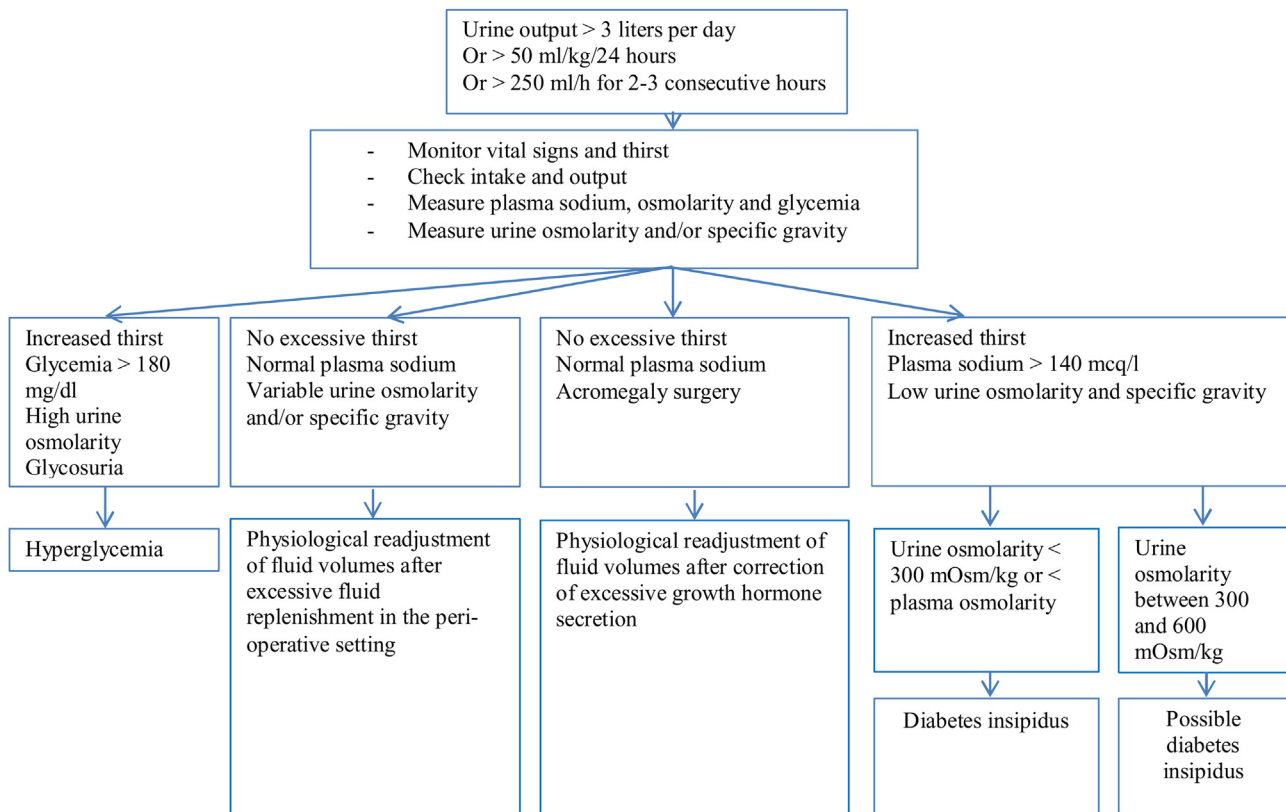 Urine output > 3 liters per day
Or > 50 ml/kg/24 hours
Or > 250 ml/h for 2-3 consecutive hours
- Monitor vital signs and thirst
- Check intake and output
- Measure plasma sodium, osmolarity and glycemia
- Measure urine osmolarity and/or specific gravity
Increased thirst
Glycemia > 180
mg/dl
High urine
osmolarity
Glycosuria
No excessive thirst
Normal plasma sodium
Variable urine osmolarity
and/or specific gravity
No excessive thirst
Normal plasma sodium
Acromegaly surgery
Increased thirst
Plasma sodium > 140 mcq/l
Low urine osmolarity and specific gravity
Hyperglycemia
Physiological readjustment
of fluid volumes after
excessive fluid
replenishment in the peri-
operative setting
Physiological readjustment of
fluid volumes after correction
of excessive growth hormone
secretion
Urine osmolarity <
300 mOsm/kg or <
plasma osmolarity
Urine
osmolarity
between 300
and 600
mOsm/kg
Diabetes insipidus
Possible
diabetes
insipidus